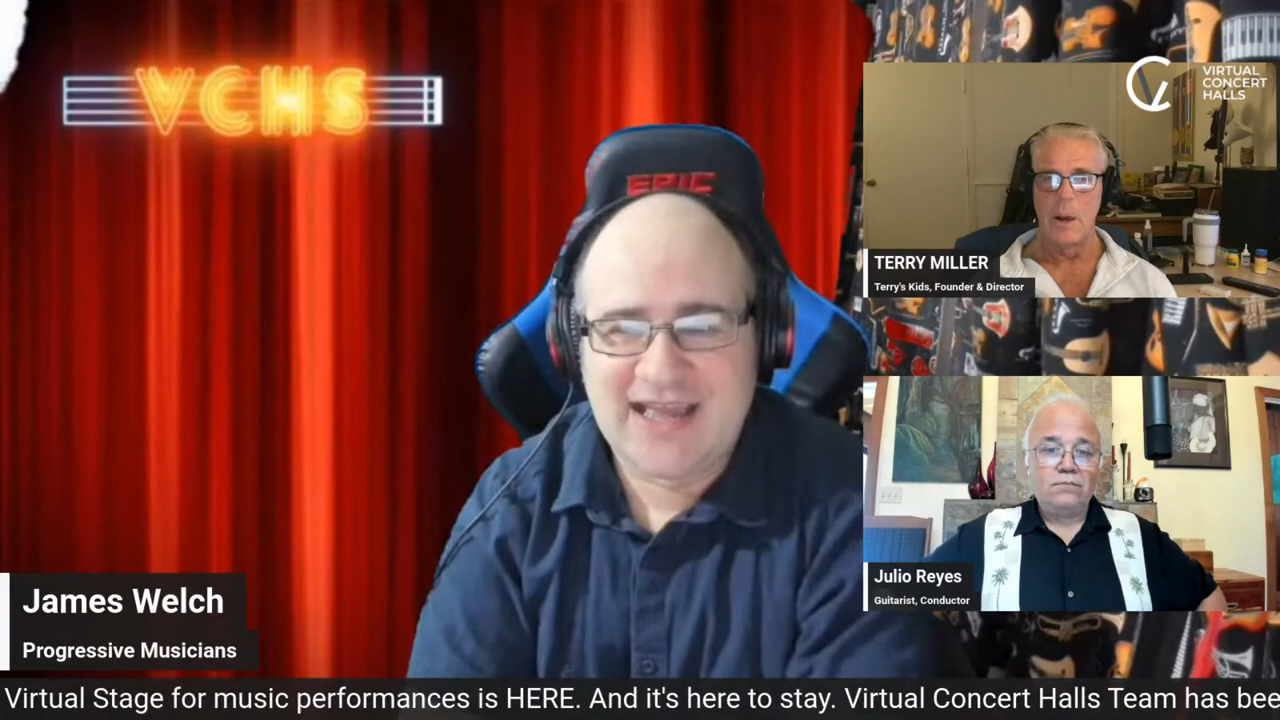 VCHS
EPIC
VIRTUAL
CONCERT
HALLS
TERRY MILLER
Terry's Kids, Founder & Director
Julio Reyes
Guitarist, Conductor
James Welch
Progressive Musicians
Virtual Stage for music performances is HERE. And it's here to stay. Virtual Concert Halls Team has bee